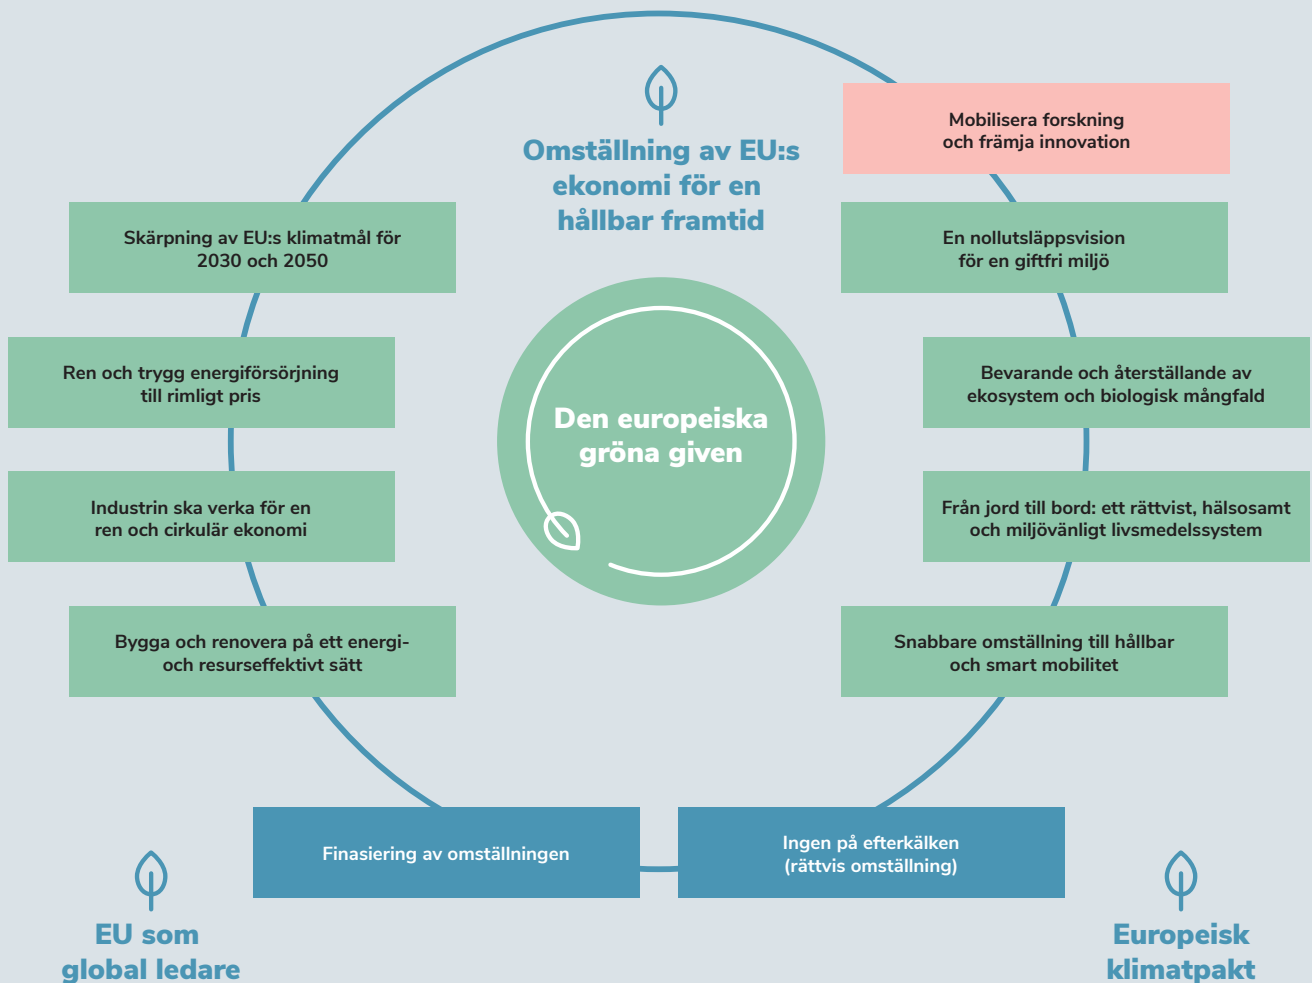 Omställning av EU:s
ekonomi för en
hållbar framtid
Mobilisera forskning
och främja innovation
Skärpning av EU:s klimatmål för
2030 och 2050
En nollutsläppsvision
för en giftfri miljö
Ren och trygg energiförsörjning
till rimligt pris
Bevarande och återställande av
ekosystem och biologisk mångfald
Den europeiska
gröna given
Industrin ska verka för en
ren och cirkulär ekonomi
Från jord till bord: ett rättvist, hälsosamt
och miljövänligt livsmedelssystem
Bygga och renovera på ett energi-
och resurseffektivt sätt
Snabbare omställning till hållbar
och smart mobilitet
Finasiering av omställningen
Ingen på efterkälken
(rättvis omställning)
EU som
global ledare
Europeisk
klimatpakt